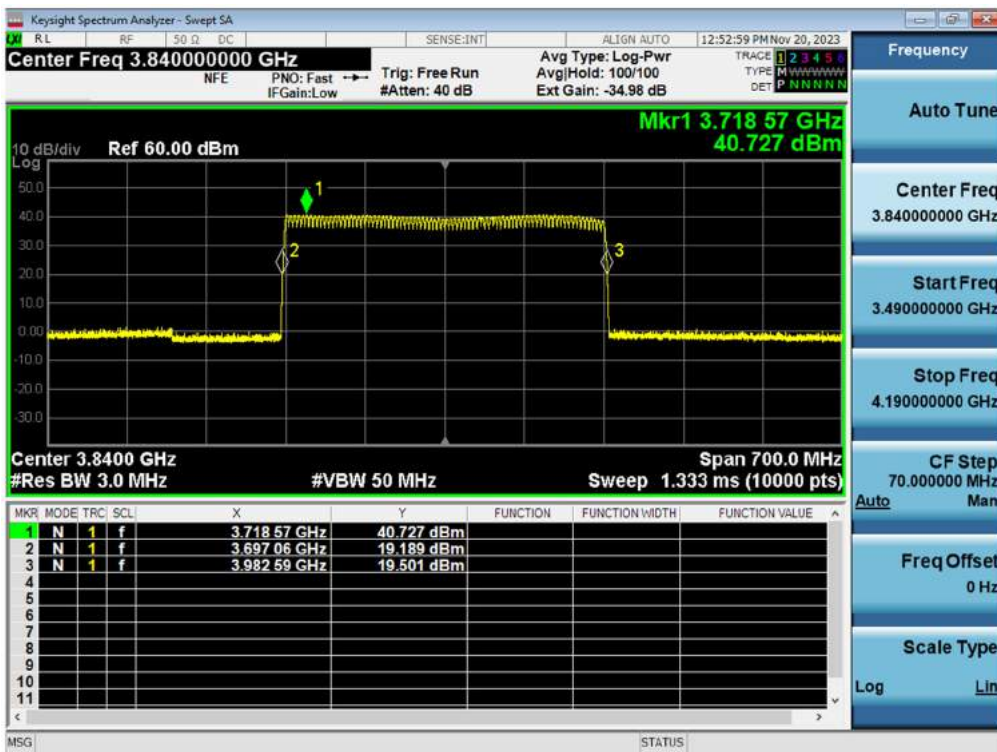 Keysight Spectrum Analyzer - Swept SA
LXI RL RF 50 Ω DC SENSE:INT ALIGN AUTO 12:52:59 PM Nov 20, 2023
Center Freq 3.840000000 GHz
NFE
PNO: Fast
IFGain:Low
Trig: Free Run
#Atten: 40 dB
Avg Type: Log-Pwr
Avg|Hold: 100/100
Ext Gain: -34.98 dB
TRACE 1 2 3 4 5 6
TYPE M WWWWW
DET P N N N N N
Mkr1 3.718 57 GHz
40.727 dBm
10 dB/div Ref 60.00 dBm
Log
50.0
40.0
30.0
20.0
10.0
0.00
-10.0
-20.0
-30.0
1
2
3
Center 3.8400 GHz Span 700.0 MHz
#Res BW 3.0 MHz #VBW 50 MHz Sweep 1.333 ms (10000 pts)
MKR MODE TRC SCL X Y FUNCTION FUNCTION WIDTH FUNCTION VALUE
1 N 1 f 3.718 57 GHz 40.727 dBm
2 N 1 f 3.697 06 GHz 19.189 dBm
3 N 1 f 3.982 59 GHz 19.501 dBm
4
5
6
7
8
9
10
11
MSG STATUS
Frequency
Auto Tune
Center Freq
3.840000000 GHz
Start Freq
3.490000000 GHz
Stop Freq
4.190000000 GHz
CF Step
70.000000 MHz
Auto Man
Freq Offset
0 Hz
Scale Type
Log Lin